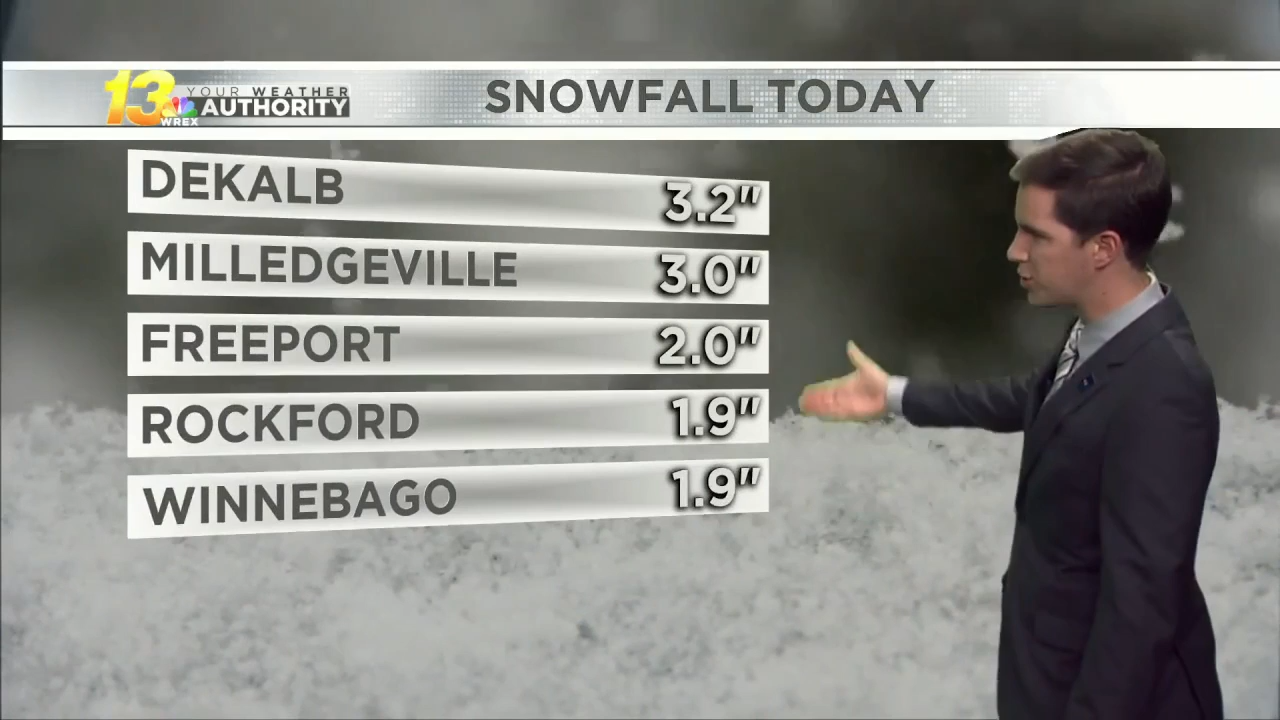 13 WREX
YOUR WEATHER
AUTHORITY
SNOWFALL TODAY
DEKALB 3.2"
MILLEDGEVILLE 3.0"
FREEPORT 2.0"
ROCKFORD 1.9"
WINNEBAGO 1.9"